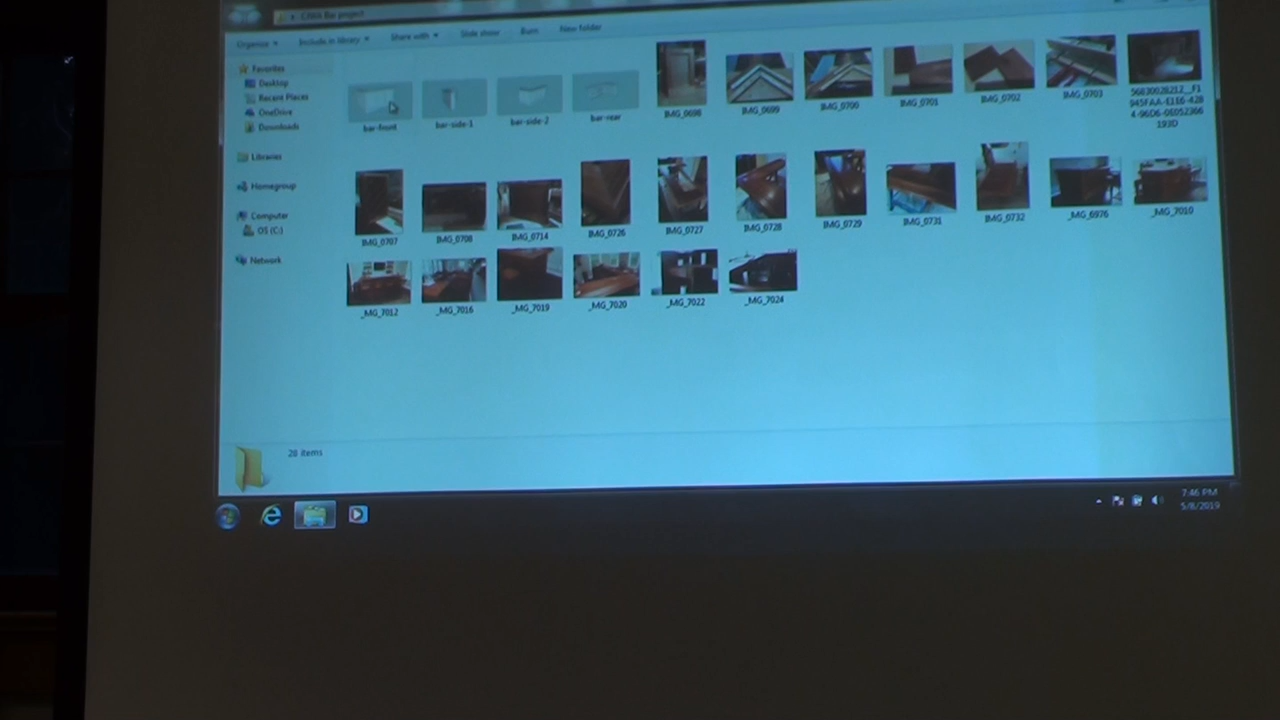 Bar project
Organize Include in library Share with Slide show Burn New folder
Favorites
Desktop
Recent Places
OneDrive
Downloads
Libraries
Homegroup
Computer
OS (C:)
Network
bar-front bar-side-1 bar-side-2 bar-rear IMG_0698 IMG_0699 IMG_0700 IMG_0701 IMG_0702 IMG_0703
IMG_0707 IMG_0708 IMG_0714 IMG_0726 IMG_0727 IMG_0728 IMG_0729 IMG_0731 IMG_0732 _MG_6976 _MG_7010
_MG_7012 _MG_7016 _MG_7019 _MG_7020 _MG_7022 _MG_7024
28 items
7:46 PM
5/8/2019